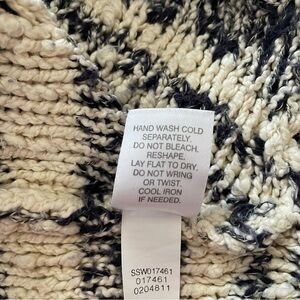 HAND WASH COLD
SEPARATELY.
DO NOT BLEACH.
RESHAPE,
LAY FLAT TO DRY.
DO NOT WRING
OR TWIST.
COOL IRON
IF NEEDED.
SSW017461
017461
0204811